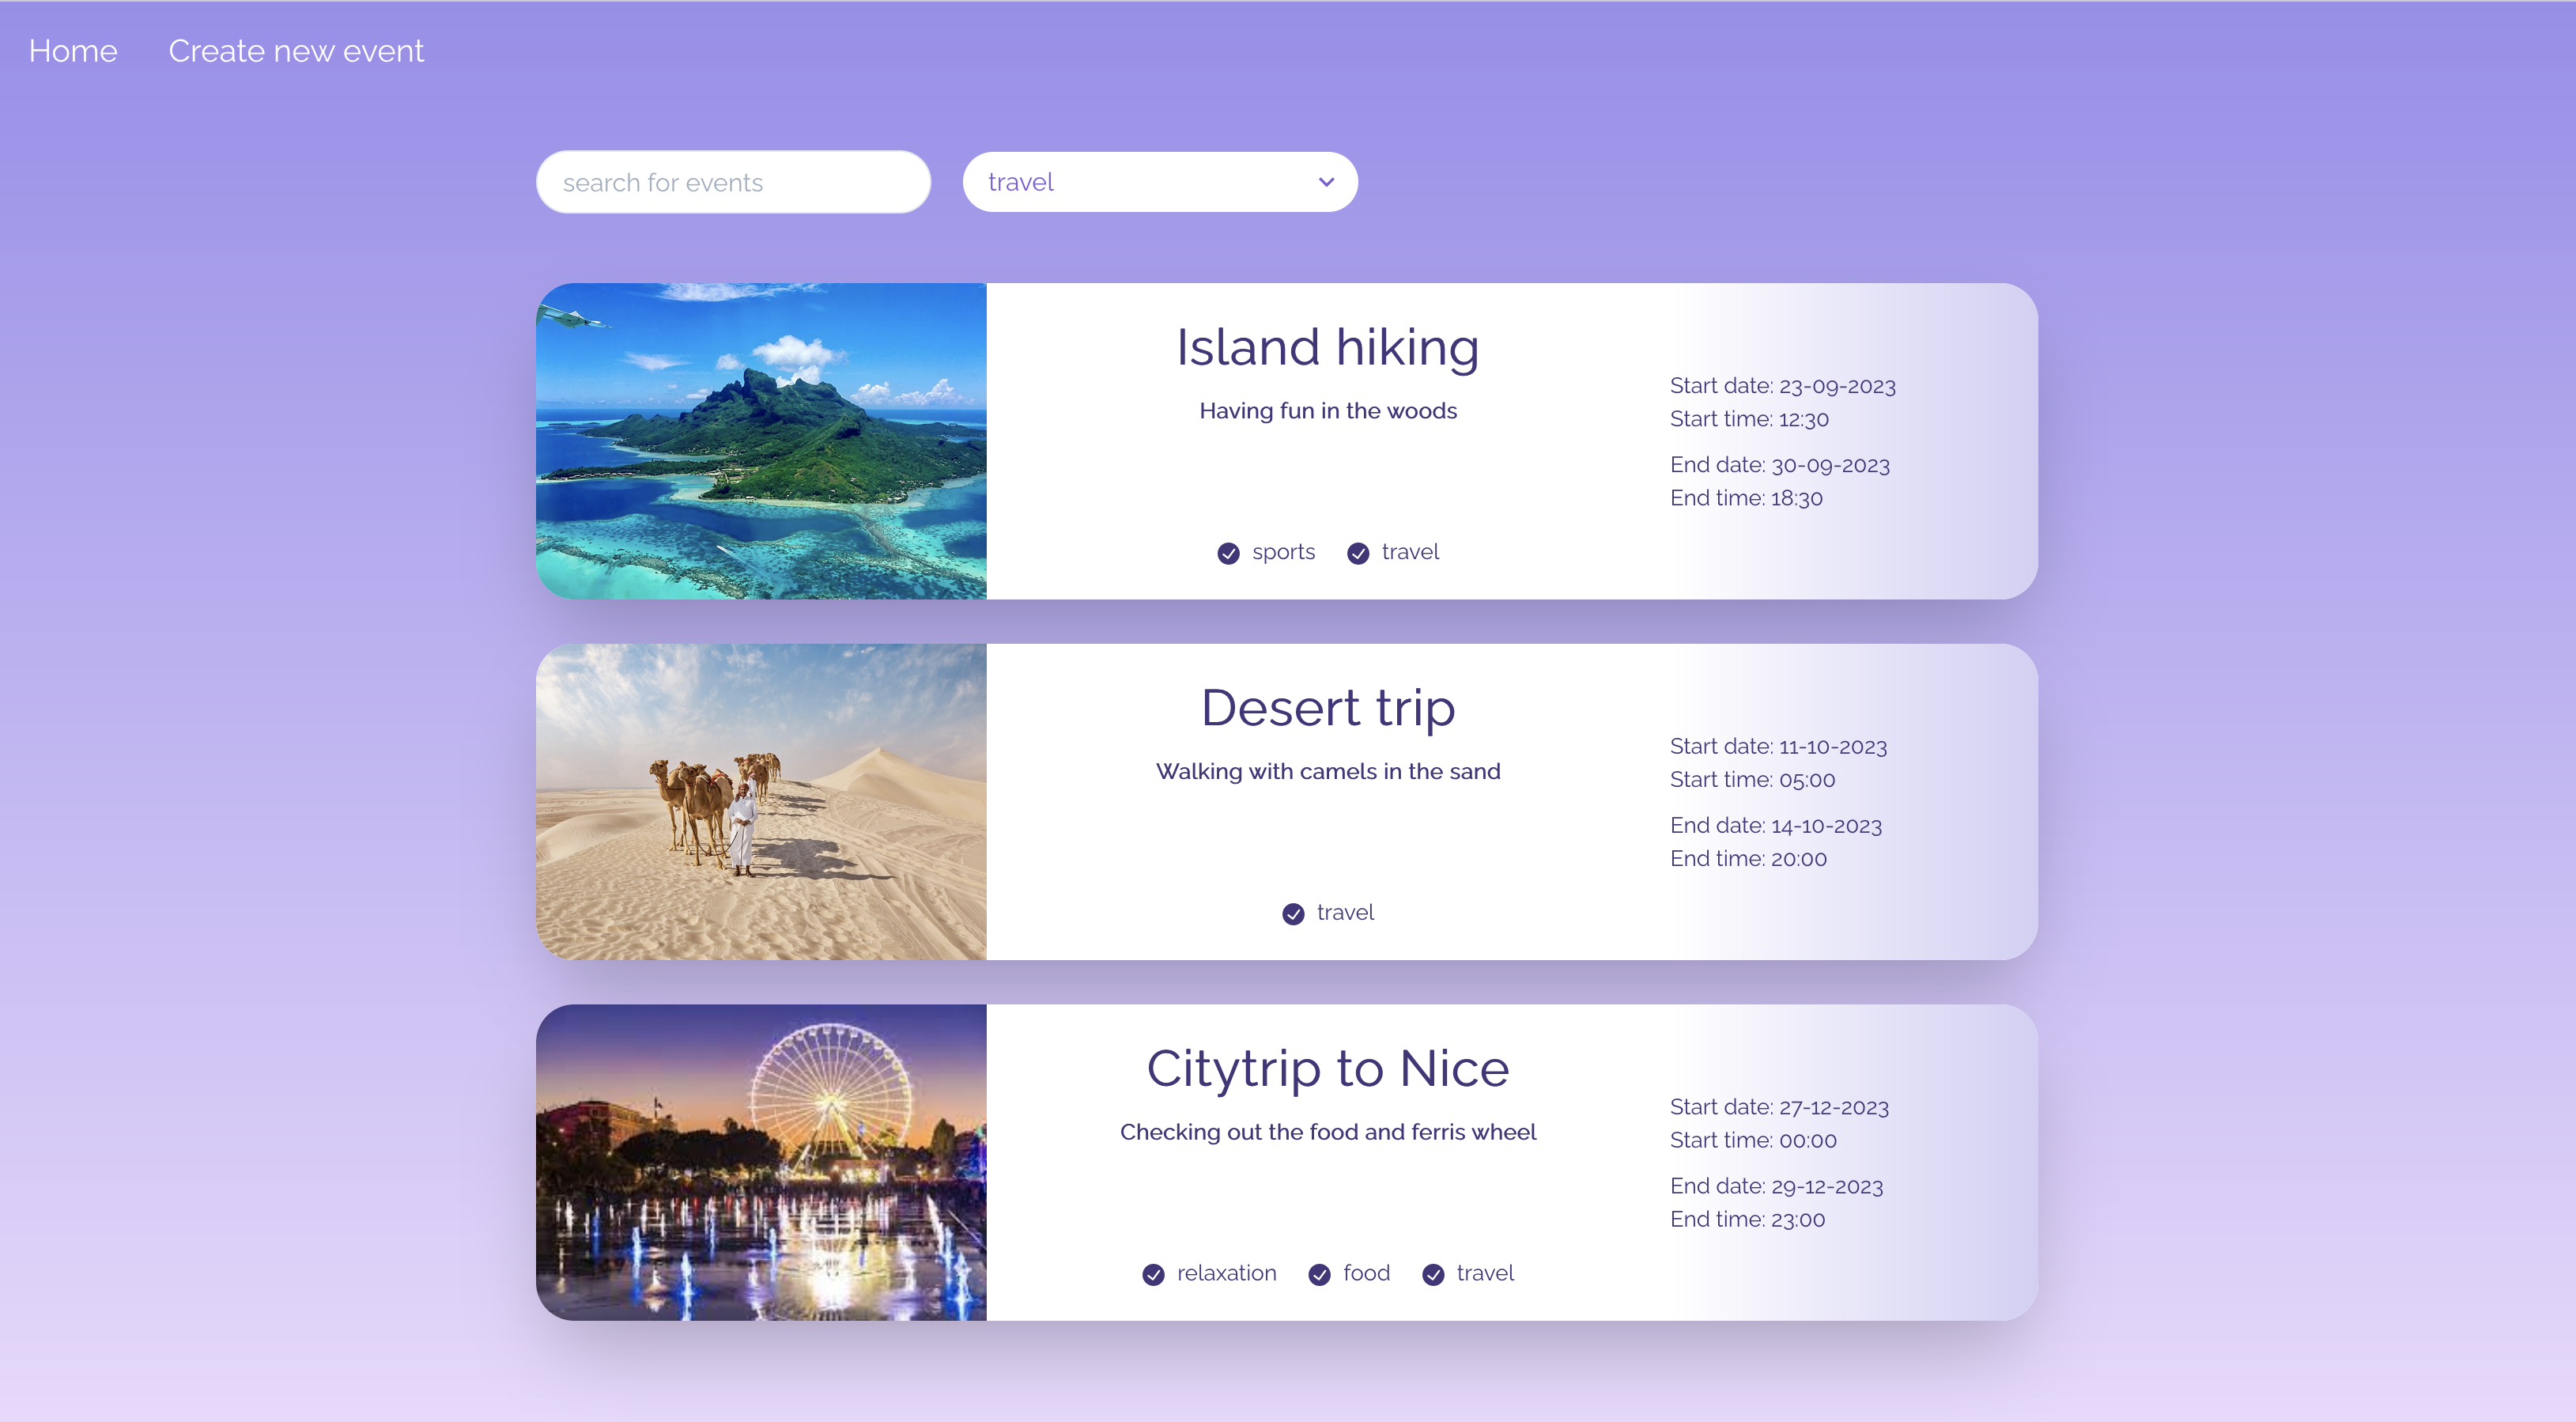 Home Create new event
search for events travel
Island hiking
Having fun in the woods
sports travel
Start date: 23-09-2023
Start time: 12:30
End date: 30-09-2023
End time: 18:30
Desert trip
Walking with camels in the sand
travel
Start date: 11-10-2023
Start time: 05:00
End date: 14-10-2023
End time: 20:00
Citytrip to Nice
Checking out the food and ferris wheel
relaxation food travel
Start date: 27-12-2023
Start time: 00:00
End date: 29-12-2023
End time: 23:00